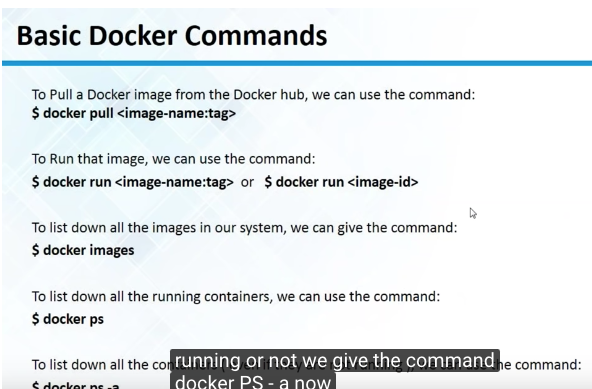 Basic Docker Commands
To Pull a Docker image from the Docker hub, we can use the command:
$ docker pull <image-name:tag>
To Run that image, we can use the command:
$ docker run <image-name:tag> or $ docker run <image-id>
To list down all the images in our system, we can give the command:
$ docker images
To list down all the running containers, we can use the command:
$ docker ps
To list down all the he command:
running or not we give the command
$ docker ps -a
docker PS - a now